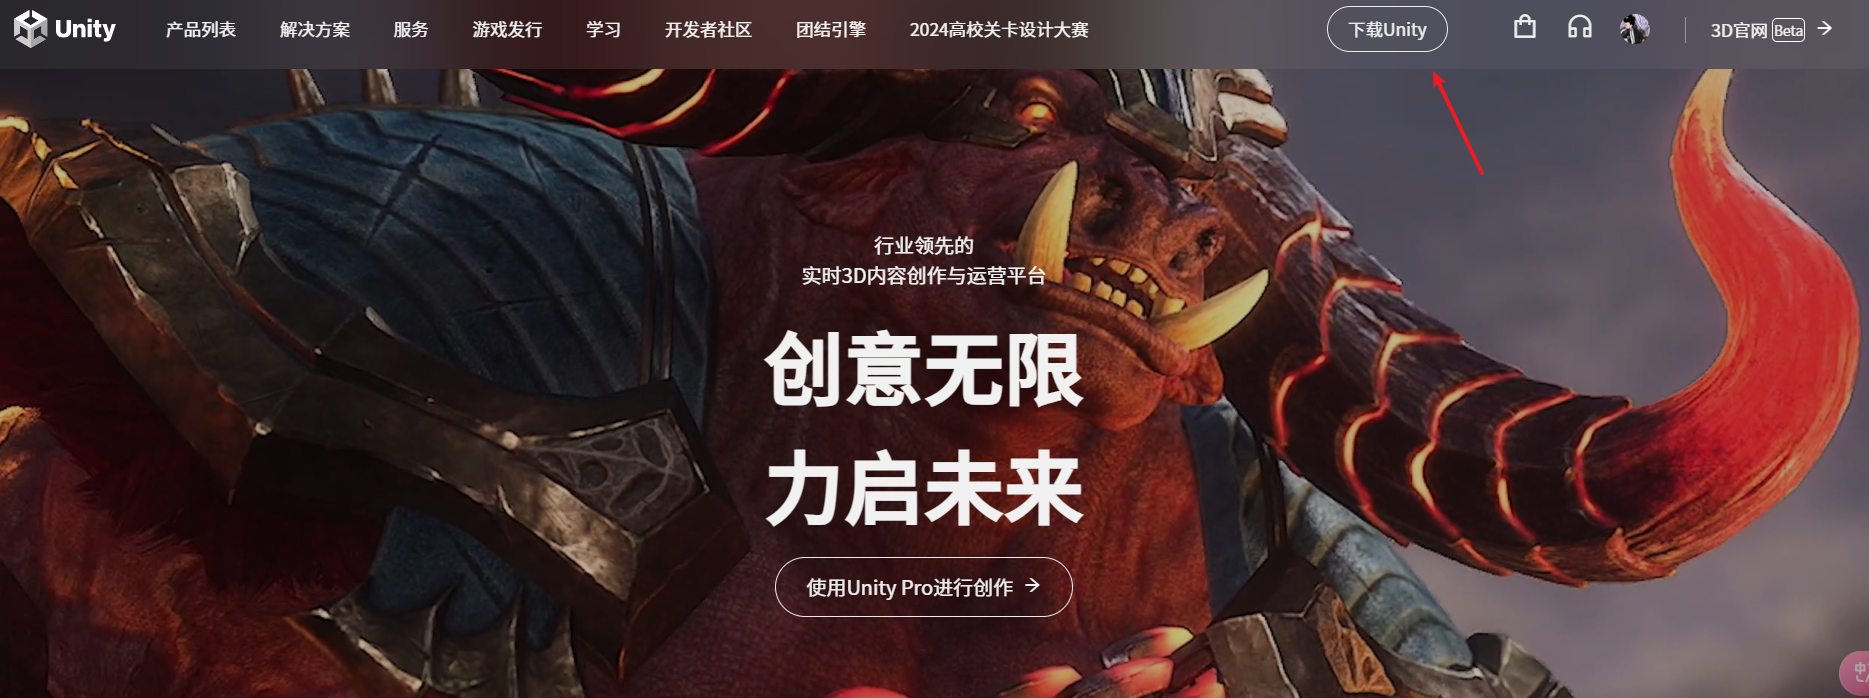 Unity 产品列表 解决方案 服务 游戏发行 学习 开发者社区 团结引擎 2024高校关卡设计大赛 下载Unity 3D官网 Beta
行业领先的
实时3D内容创作与运营平台
创意无限
力启未来
使用Unity Pro进行创作
中